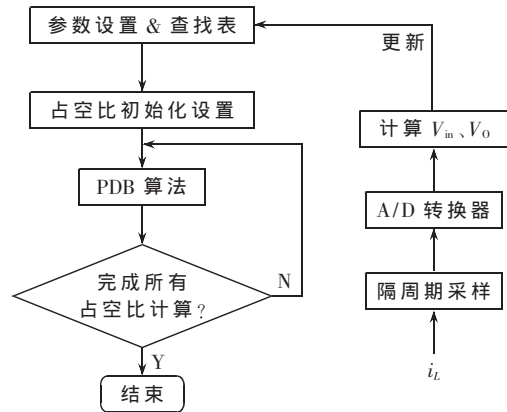 参数设置 & 查找表
更新
占空比初始化设置
计算 Vin、VO
PDB 算法
A/D 转换器
完成所有
占空比计算?
N
隔周期采样
Y
iL
结束